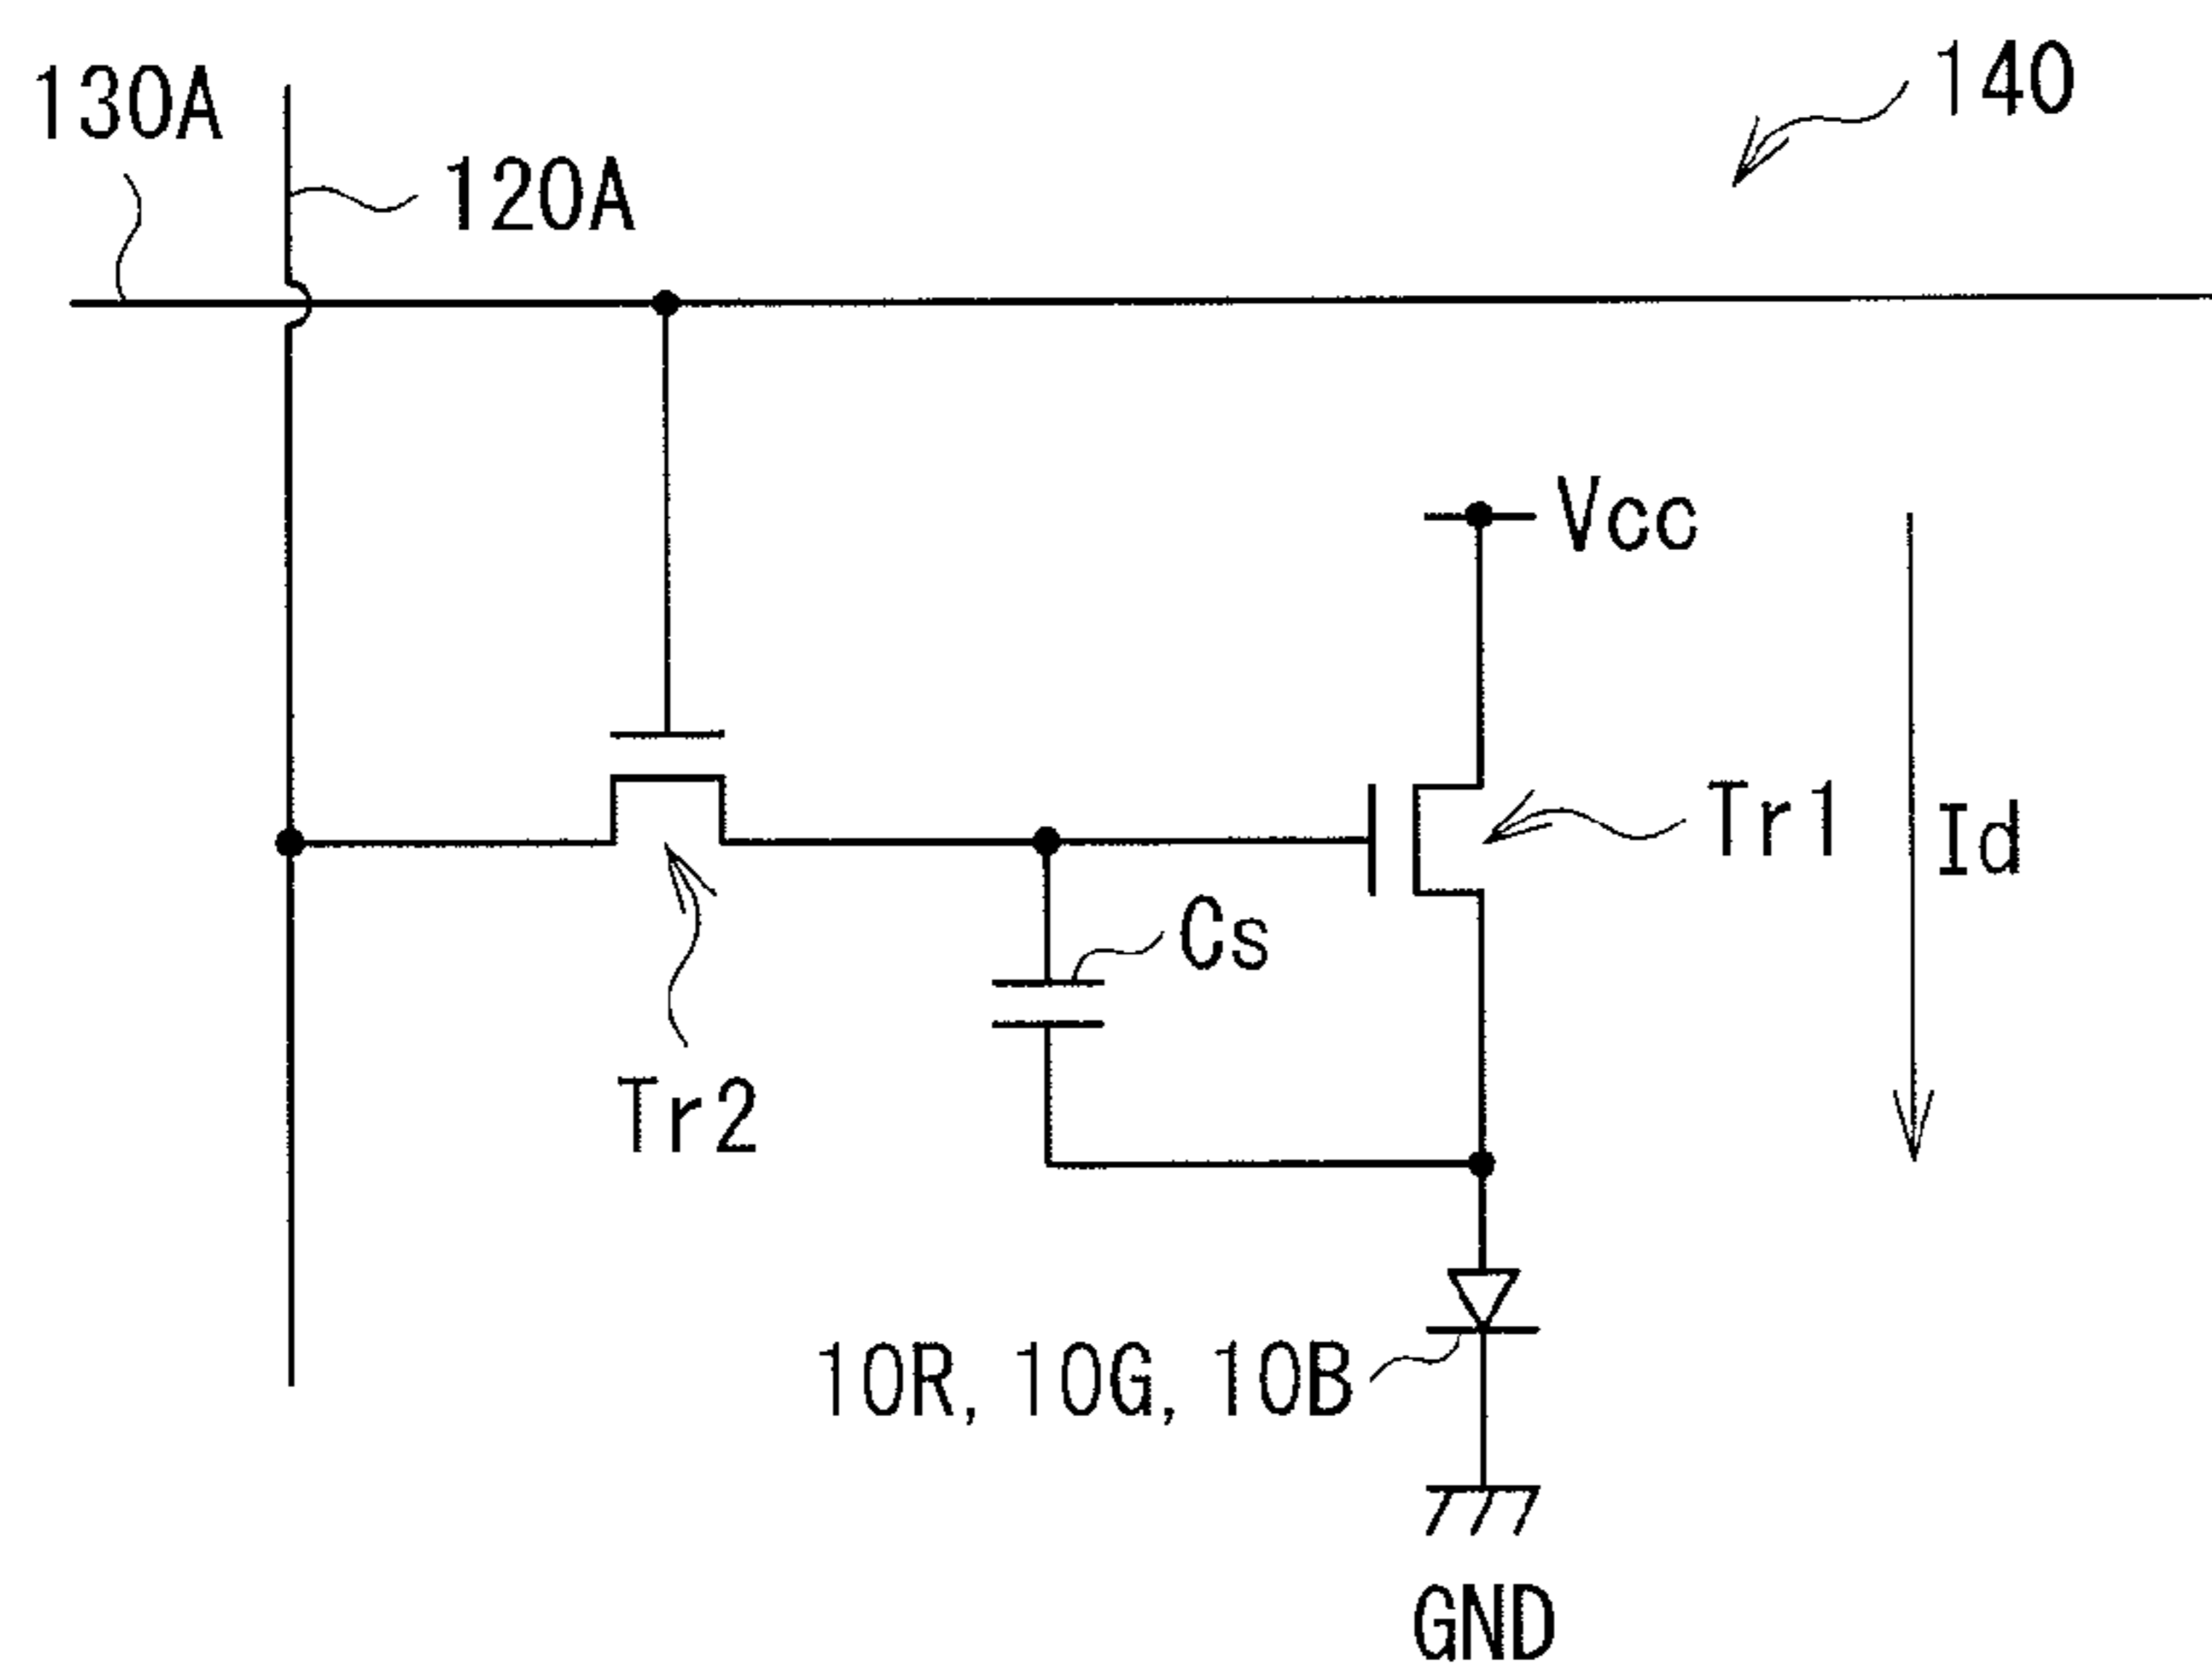 140
130A
120A
Vcc
Tr1
Id
Cs
Tr2
10R, 10G, 10B
GND